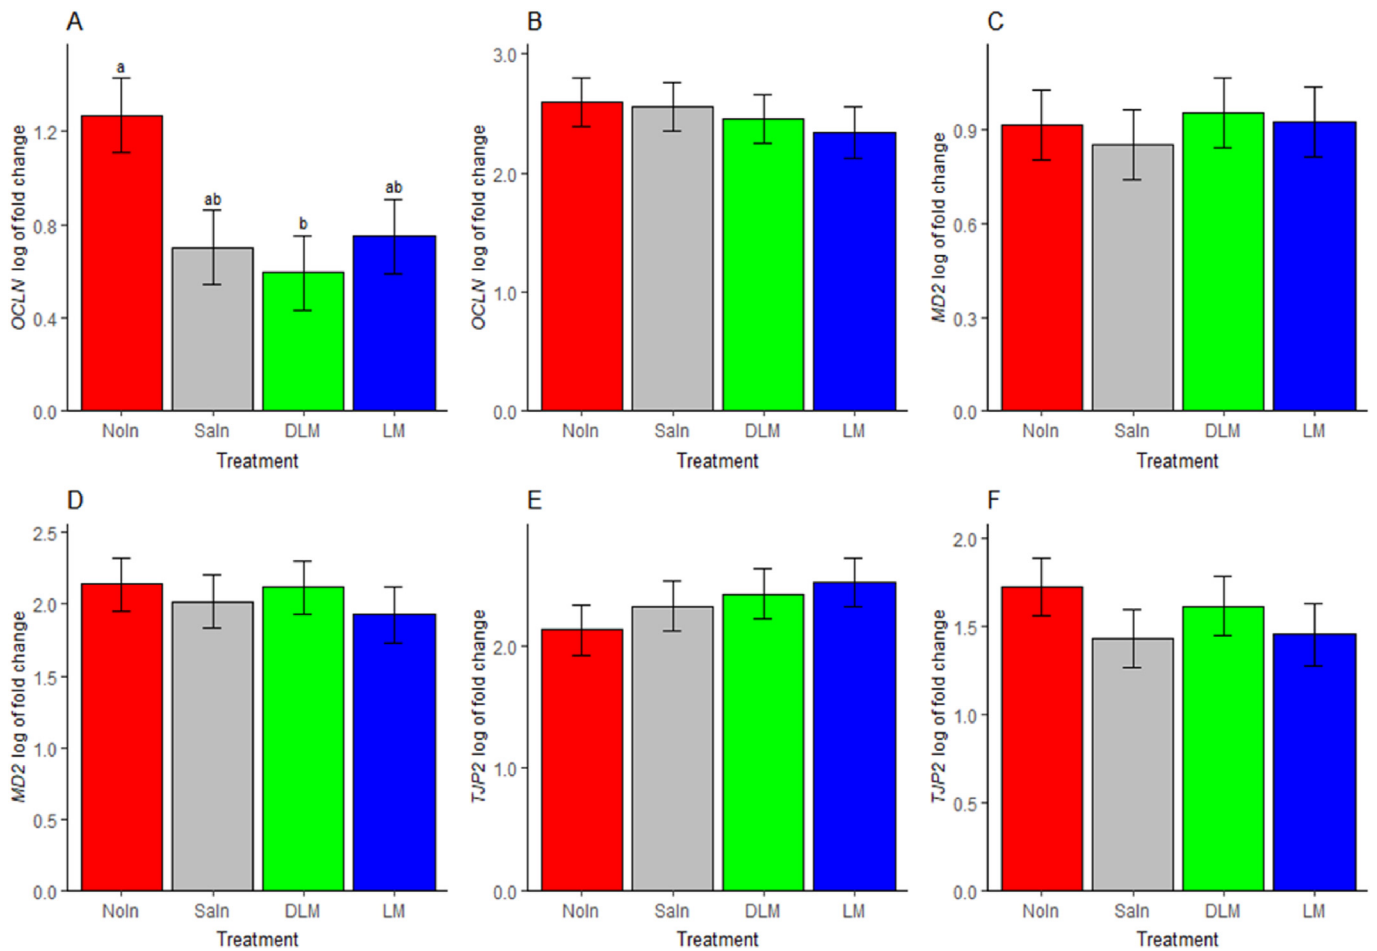 A
OCLN log of fold change
1.2
0.8
0.4
0.0
a
ab
b
ab
NoIn SaIn DLM LM
Treatment
B
OCLN log of fold change
3.0
2.0
1.0
0.0
NoIn SaIn DLM LM
Treatment
C
MD2 log of fold change
0.9
0.6
0.3
0.0
NoIn SaIn DLM LM
Treatment
D
MD2 log of fold change
2.5
2.0
1.5
1.0
0.5
0.0
NoIn SaIn DLM LM
Treatment
E
TJP2 log of fold change
2.0
1.0
0.0
NoIn SaIn DLM LM
Treatment
F
TJP2 log of fold change
2.0
1.5
1.0
0.5
0.0
NoIn SaIn DLM LM
Treatment